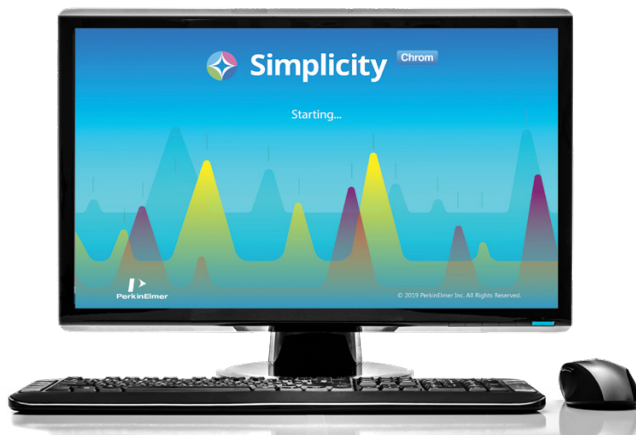 Simplicity Chrom
Starting...
PerkinElmer
© 2019 PerkinElmer Inc. All Rights Reserved.